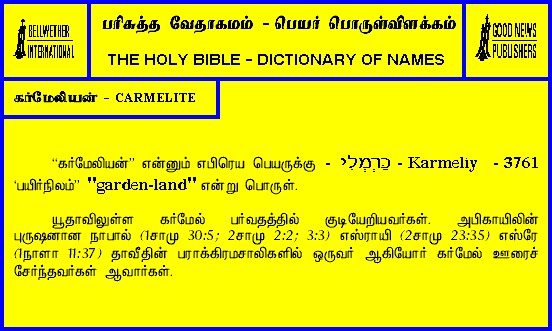 BELLWETHER
INTERNATIONAL
பரிசுத்த வேதாகமம் - பெயர் பொருள்விளக்கம்
THE HOLY BIBLE - DICTIONARY OF NAMES
GOOD NEWS
PUBLISHERS
கர்மேலியன் - CARMELITE
“கர்மேலியன்” என்னும் எபிரெய பெயருக்கு - כַּרְמְלִי - Karmeliy - 3761
‘பயிர்நிலம்’ "garden-land" என்று பொருள்.
யூதாவிலுள்ள கர்மேல் பர்வதத்தில் குடியேறியவர்கள். அபிகாயிலின்
புருஷனான நாபால் (1சாமு 30:5; 2சாமு 2:2; 3:3) எஸ்ராயி (2சாமு 23:35) எஸ்ரே
(1நாளா 11:37) தாவீதின் பராக்கிரமசாலிகளில் ஒருவர் ஆகியோர் கர்மேல் ஊரைச்
சேர்ந்தவர்கள் ஆவார்கள்.